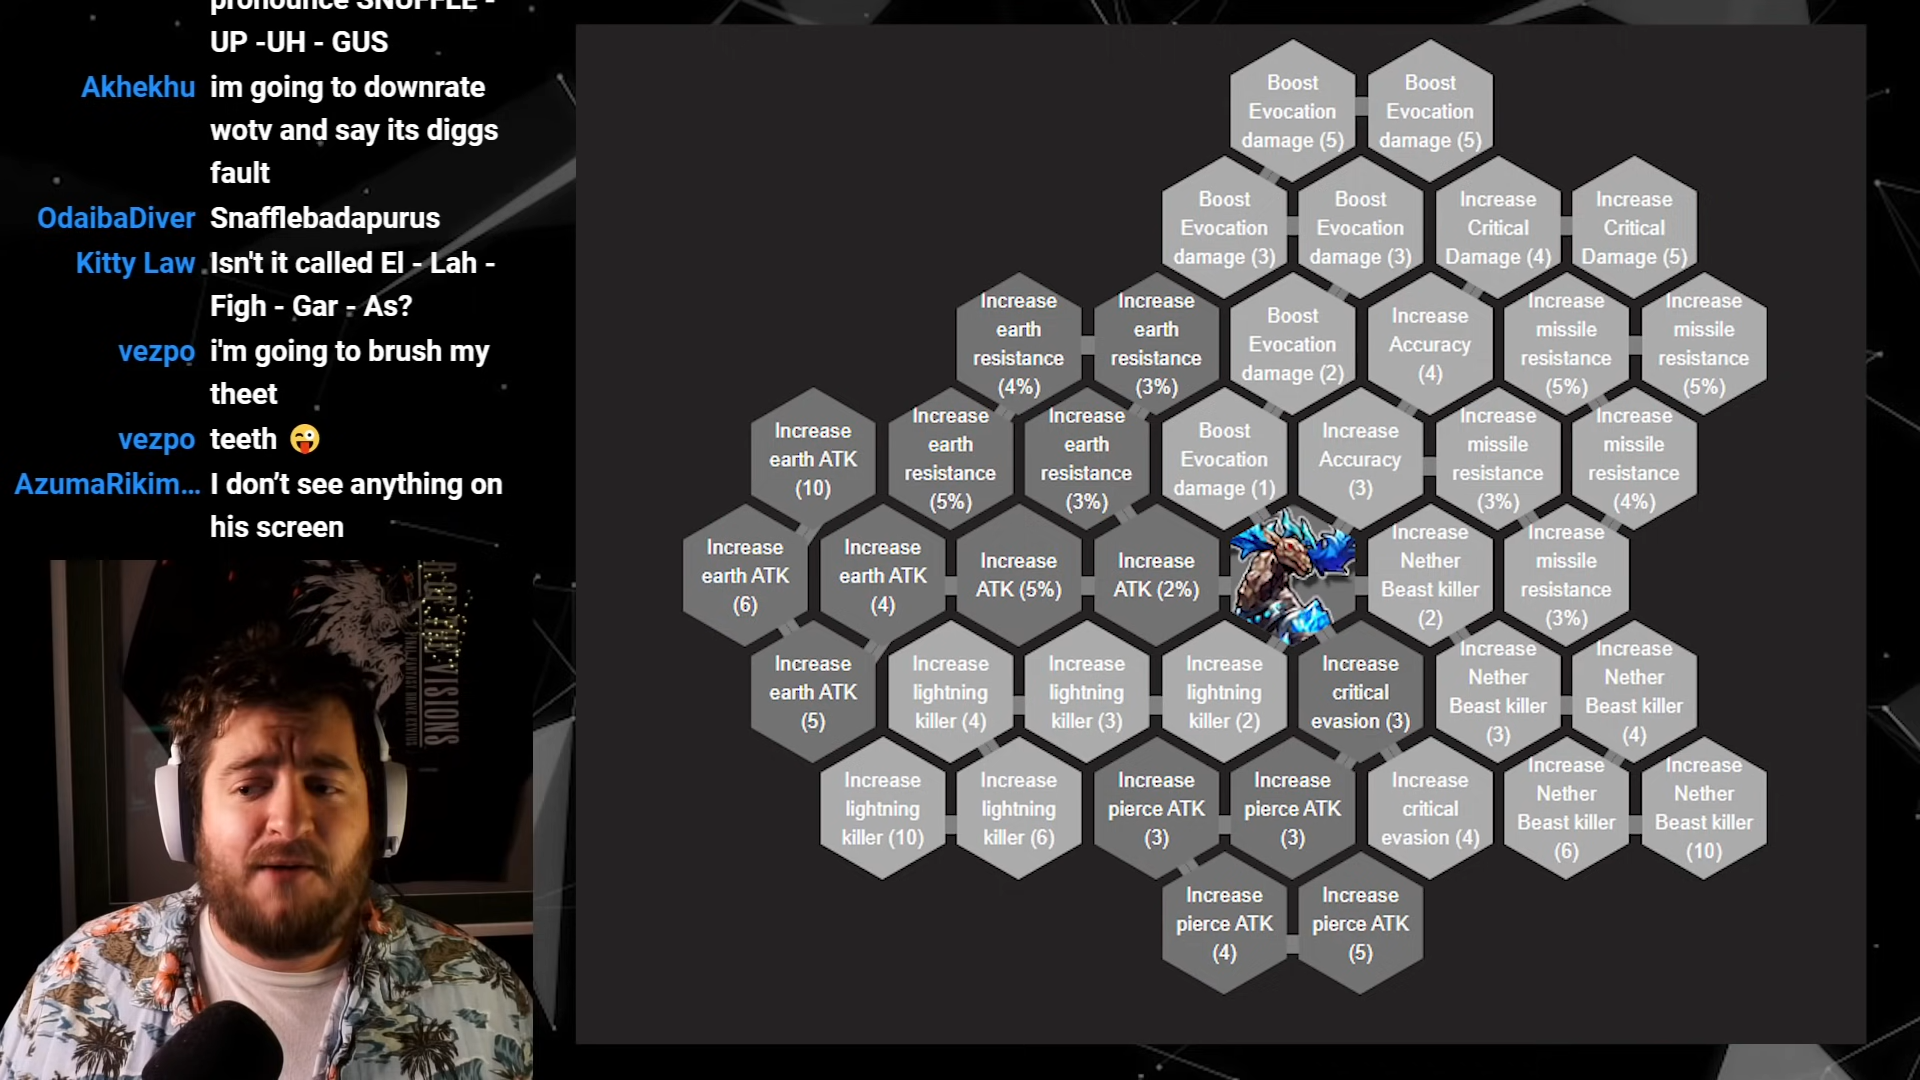 pronounce SNUFFLE -
UP -UH - GUS
Akhekhu im going to downrate
wotv and say its diggs
fault
OdaibaDiver Snafflebadapurus
Kitty Law Isn't it called El - Lah -
Figh - Gar - As?
vezpo i'm going to brush my
theet
vezpo teeth 😜
AzumaRikim... I don't see anything on
his screen
VISIONS
Boost
Evocation
damage (5)
Boost
Evocation
damage (5)
Boost
Evocation
damage (3)
Boost
Evocation
damage (3)
Increase
Critical
Damage (4)
Increase
Critical
Damage (5)
Increase
earth
resistance
(4%)
Increase
earth
resistance
(3%)
Boost
Evocation
damage (2)
Increase
Accuracy
(4)
Increase
missile
resistance
(5%)
Increase
missile
resistance
(5%)
Increase
earth ATK
(10)
Increase
earth
resistance
(5%)
Increase
earth
resistance
(3%)
Boost
Evocation
damage (1)
Increase
Accuracy
(3)
Increase
missile
resistance
(3%)
Increase
missile
resistance
(4%)
Increase
earth ATK
(6)
Increase
earth ATK
(4)
Increase
ATK (5%)
Increase
ATK (2%)
Increase
Nether
Beast killer
(2)
Increase
missile
resistance
(3%)
Increase
earth ATK
(5)
Increase
lightning
killer (4)
Increase
lightning
killer (3)
Increase
lightning
killer (2)
Increase
critical
evasion (3)
Increase
Nether
Beast killer
(3)
Increase
Nether
Beast killer
(4)
Increase
lightning
killer (10)
Increase
lightning
killer (6)
Increase
pierce ATK
(3)
Increase
pierce ATK
(3)
Increase
critical
evasion (4)
Increase
Nether
Beast killer
(6)
Increase
Nether
Beast killer
(10)
Increase
pierce ATK
(4)
Increase
pierce ATK
(5)